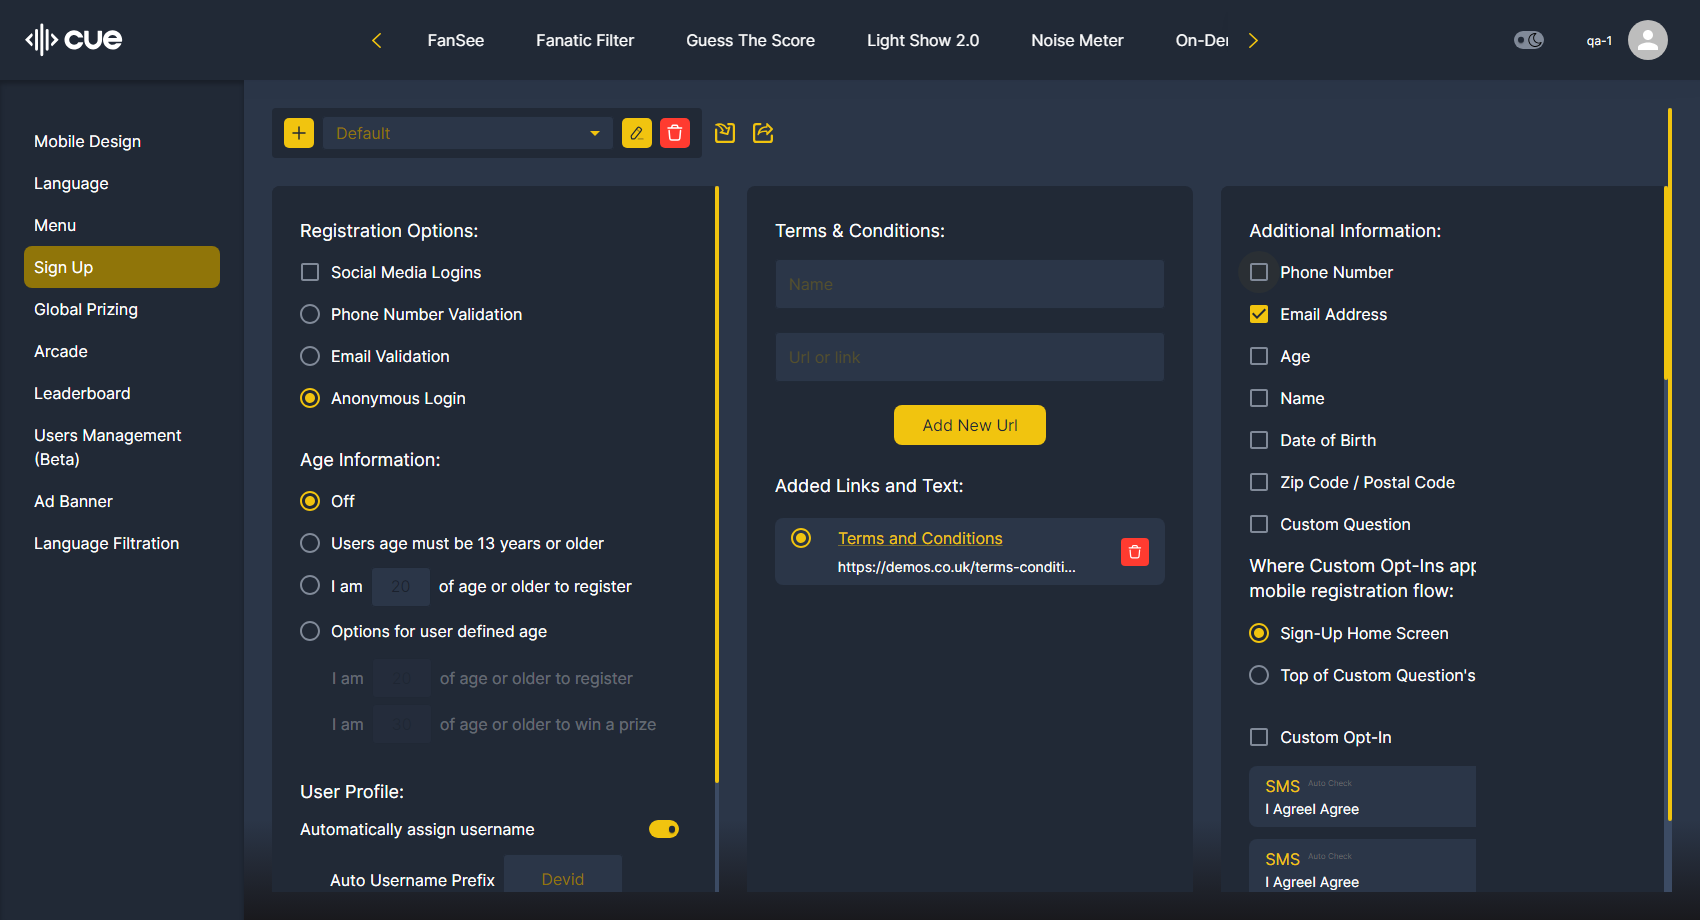 cue
FanSee
Fanatic Filter
Guess The Score
Light Show 2.0
Noise Meter
On-Der
qa-1
Mobile Design
Language
Menu
Sign Up
Global Prizing
Arcade
Leaderboard
Users Management
(Beta)
Ad Banner
Language Filtration
Default
Registration Options:
Social Media Logins
Phone Number Validation
Email Validation
Anonymous Login
Age Information:
Off
Users age must be 13 years or older
I am 20 of age or older to register
Options for user defined age
I am of age or older to register
I am of age or older to win a prize
User Profile:
Automatically assign username
Auto Username Prefix Devid
Terms & Conditions:
Name
Url or link
Add New Url
Added Links and Text:
Terms and Conditions
https://demos.co.uk/terms-conditi...
Additional Information:
Phone Number
Email Address
Age
Name
Date of Birth
Zip Code / Postal Code
Custom Question
Where Custom Opt-Ins app
mobile registration flow:
Sign-Up Home Screen
Top of Custom Question's
Custom Opt-In
SMS Auto Check
I AgreeI Agree
SMS Auto Check
I AgreeI Agree